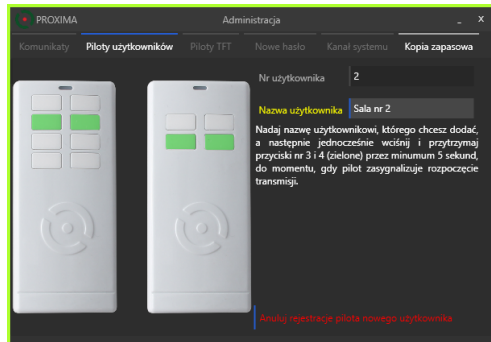 PROXIMA Administracja _ x
Komunikaty Piloty użytkowników Piloty TFT Nowe hasło Kanał systemu Kopia zapasowa
Nr użytkownika 2
Nazwa użytkownika Sala nr 2
Nadaj nazwę użytkownikowi, którego chcesz dodać,
a następnie jednocześnie wciśnij i przytrzymaj
przyciski nr 3 i 4 (zielone) przez minumum 5 sekund,
do momentu, gdy pilot zasygnalizuje rozpoczęcie
transmisji.
Anuluj rejestracje pilota nowego użytkownika